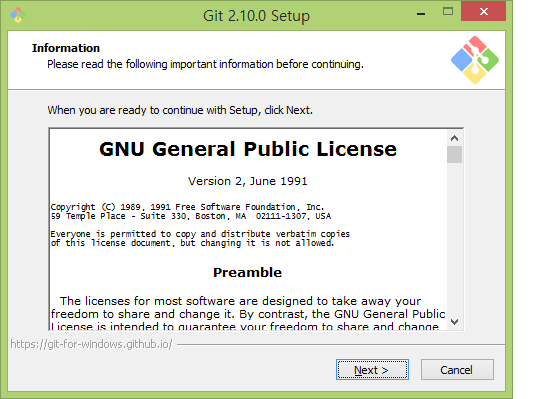 Git 2.10.0 Setup
Information
Please read the following important information before continuing.
When you are ready to continue with Setup, click Next.
GNU General Public License
Version 2, June 1991
Copyright (C) 1989, 1991 Free Software Foundation, Inc.
59 Temple Place - Suite 330, Boston, MA  02111-1307, USA
Everyone is permitted to copy and distribute verbatim copies
of this license document, but changing it is not allowed.
Preamble
The licenses for most software are designed to take away your
freedom to share and change it. By contrast, the GNU General Public
License is intended to guarantee your freedom to share and change
https://git-for-windows.github.io/
Next >
Cancel